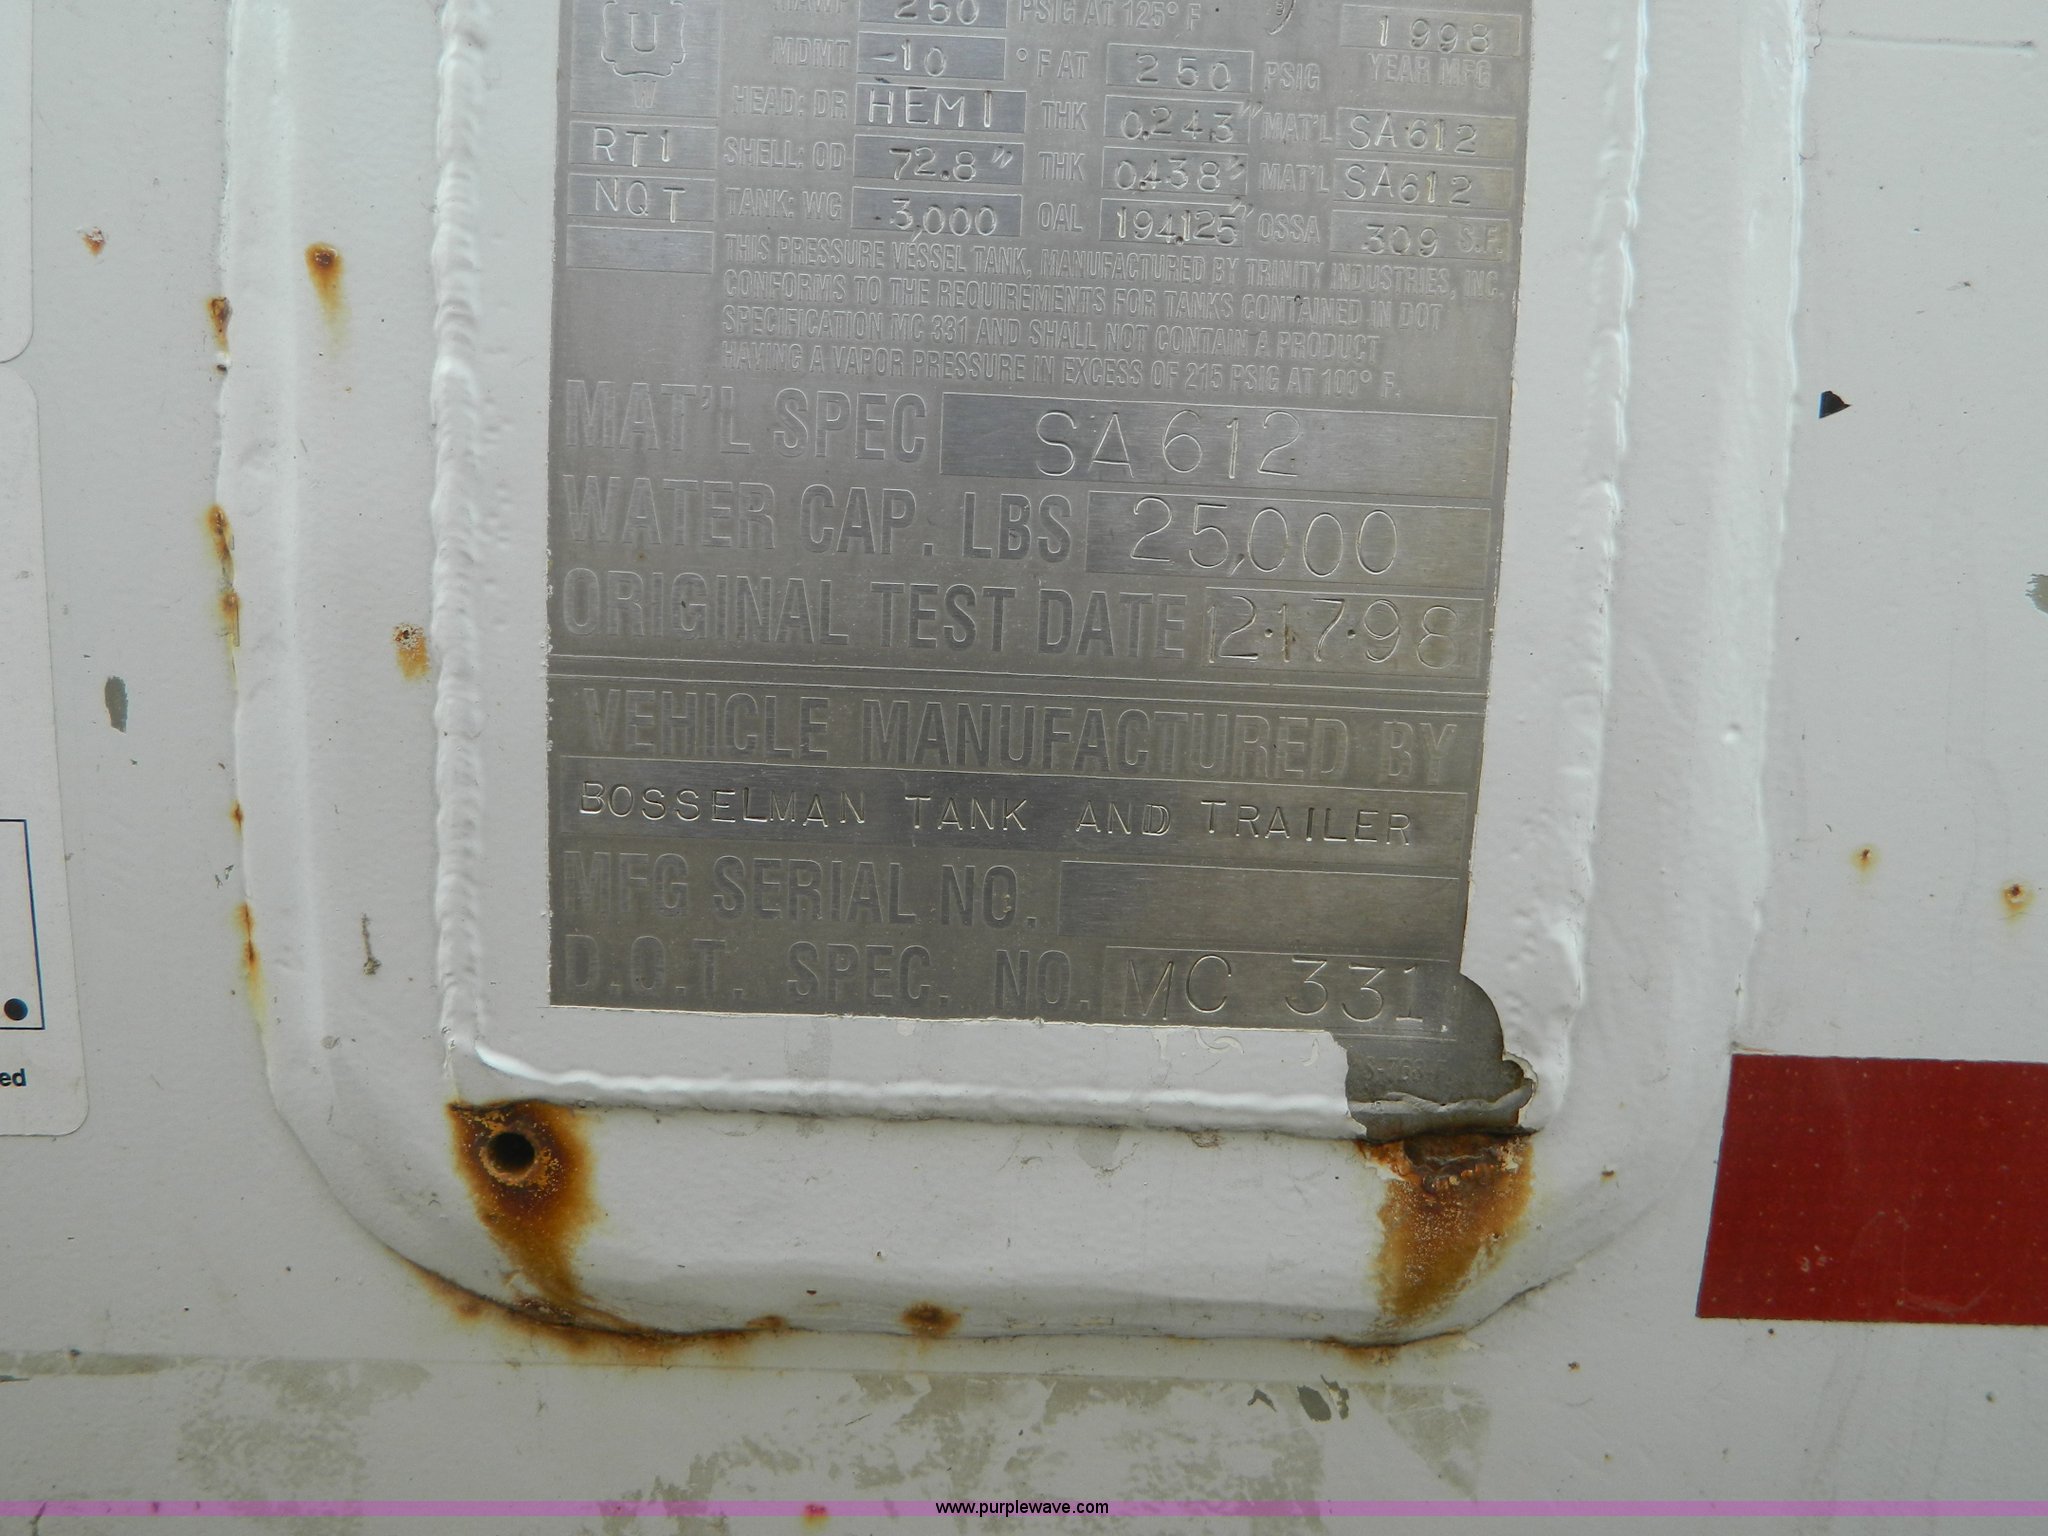 MAWP 250 PSIG AT 125° F
1998
YEAR MFG
U
W
MDMT -10 °F AT 250 PSIG
HEAD: DR HEMI THK 0.243" MAT'L SA612
RT1
SHELL: OD 72.8" THK 0.438" MAT'L SA612
NQT
TANK: WG 3,000 OAL 194.125" OSSA 309 S.F.
THIS PRESSURE VESSEL TANK, MANUFACTURED BY TRINITY INDUSTRIES, INC.
CONFORMS TO THE REQUIREMENTS FOR TANKS CONTAINED IN DOT
SPECIFICATION MC 331 AND SHALL NOT CONTAIN A PRODUCT
HAVING A VAPOR PRESSURE IN EXCESS OF 215 PSIG AT 100° F.
MAT'L SPEC SA612
WATER CAP. LBS 25,000
ORIGINAL TEST DATE 12·17·98
VEHICLE MANUFACTURED BY
BOSSELMAN TANK AND TRAILER
MFG SERIAL NO.
D.O.T. SPEC. NO. MC 331
ed
www.purplewave.com